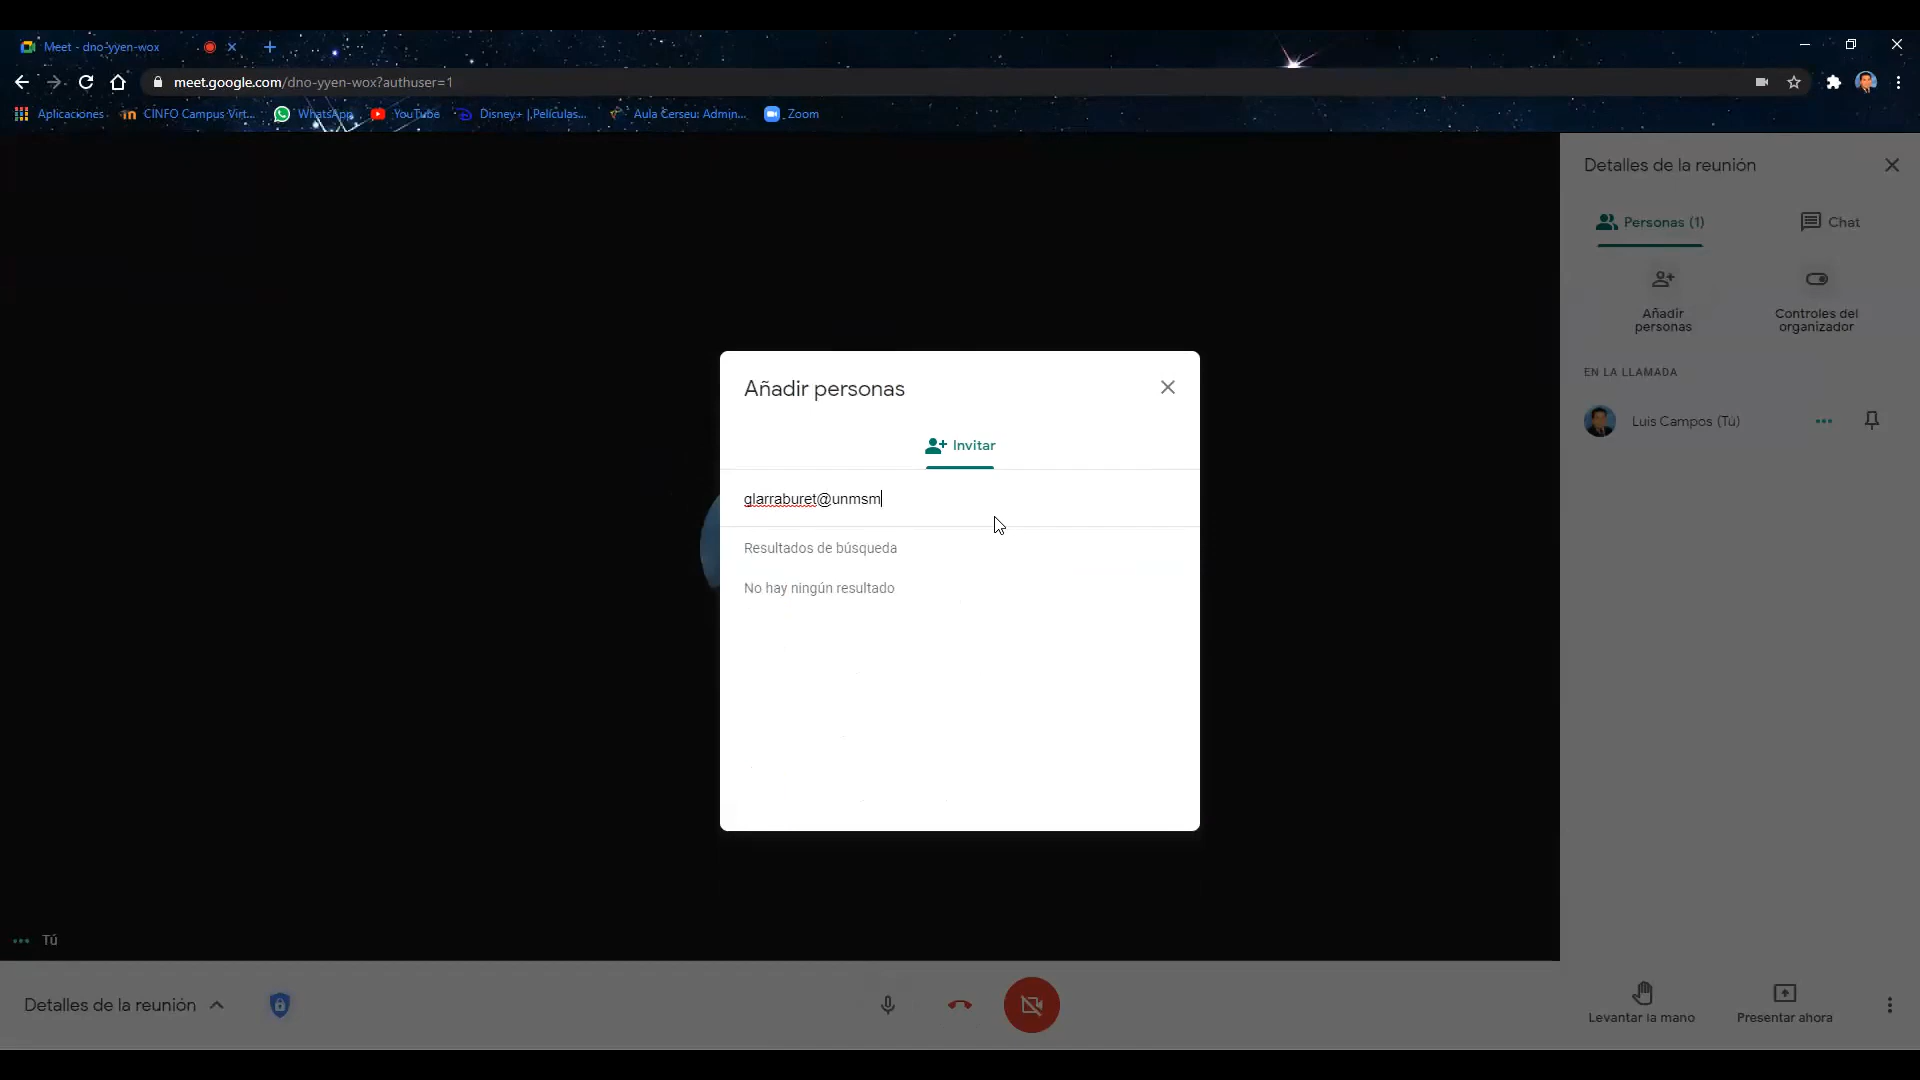 Meet - dno-yyen-wox
meet.google.com/dno-yyen-wox?authuser=1
Aplicaciones CINFO Campus Virt... WhatsApp YouTube Disney+ | Películas... Aula Cerseu: Admin... Zoom
Detalles de la reunión
Personas (1) Chat
Añadir personas
Controles del organizador
EN LA LLAMADA
Luis Campos (Tú)
Añadir personas
Invitar
glarraburet@unmsm
Resultados de búsqueda
No hay ningún resultado
Tú
Detalles de la reunión
Levantar la mano
Presentar ahora